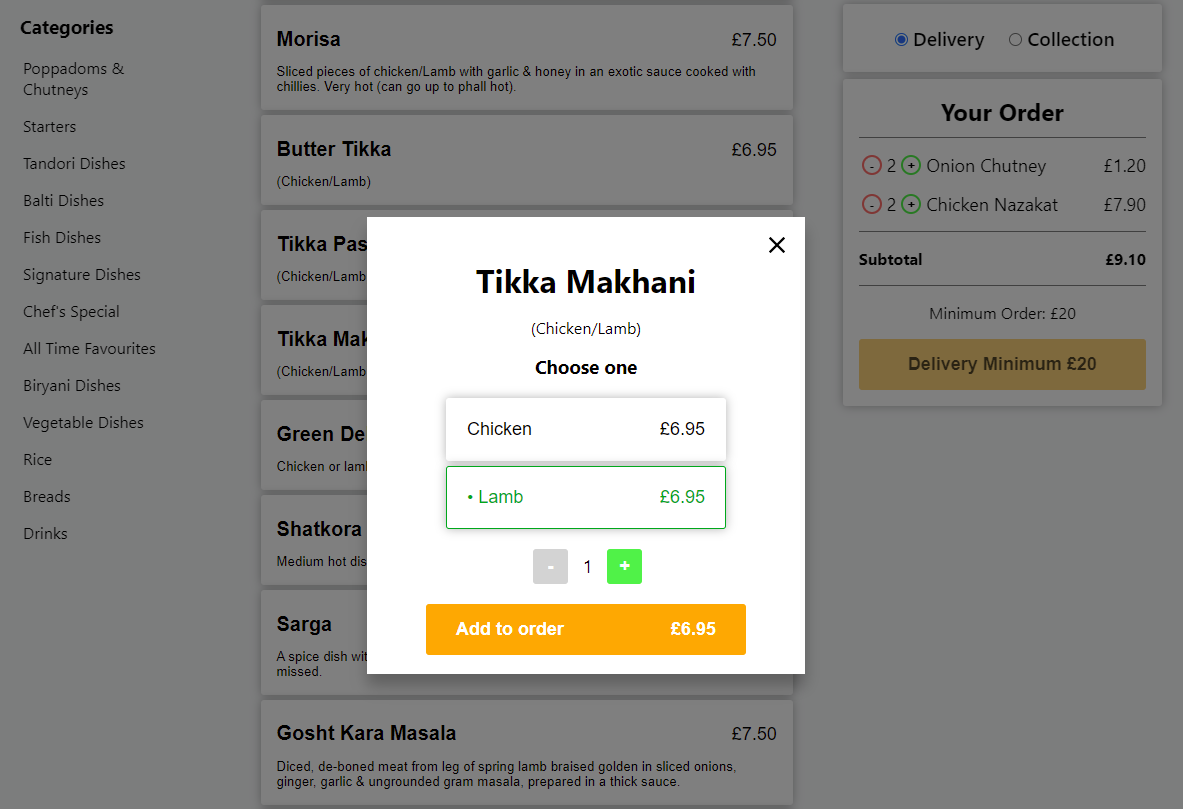 Categories
Poppadoms &
Chutneys
Starters
Tandori Dishes
Balti Dishes
Fish Dishes
Signature Dishes
Chef's Special
All Time Favourites
Biryani Dishes
Vegetable Dishes
Rice
Breads
Drinks
Morisa £7.50
Sliced pieces of chicken/Lamb with garlic & honey in an exotic sauce cooked with
chillies. Very hot (can go up to phall hot).
Butter Tikka £6.95
(Chicken/Lamb)
Tikka Pas
(Chicken/Lamb
Tikka Mak
(Chicken/Lamb
Green De
Chicken or lamb
Shatkora
Medium hot dis
Sarga
A spice dish wit
missed.
Gosht Kara Masala £7.50
Diced, de-boned meat from leg of spring lamb braised golden in sliced onions,
ginger, garlic & ungrounded gram masala, prepared in a thick sauce.
Tikka Makhani
(Chicken/Lamb)
Choose one
Chicken £6.95
• Lamb £6.95
- 1 +
Add to order £6.95
Delivery Collection
Your Order
- 2 + Onion Chutney £1.20
- 2 + Chicken Nazakat £7.90
Subtotal £9.10
Minimum Order: £20
Delivery Minimum £20